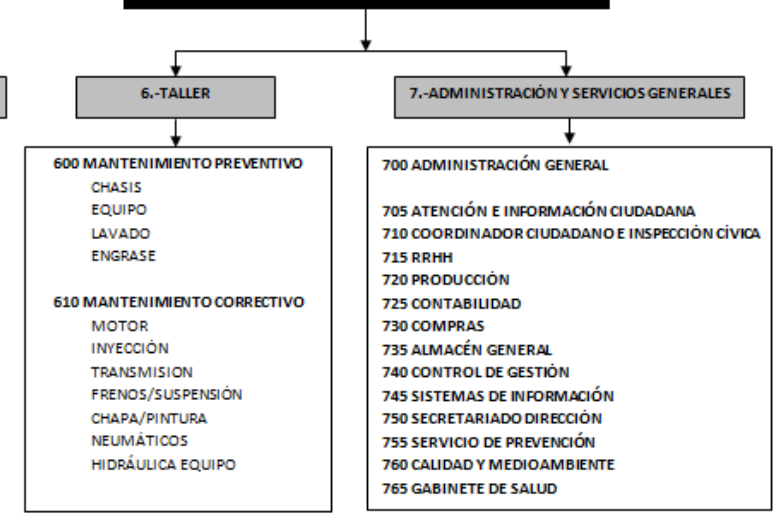 6.-TALLER
7.-ADMINISTRACIÓN Y SERVICIOS GENERALES
600 MANTENIMIENTO PREVENTIVO
CHASIS
EQUIPO
LAVADO
ENGRASE
610 MANTENIMIENTO CORRECTIVO
MOTOR
INYECCIÓN
TRANSMISION
FRENOS/SUSPENSIÓN
CHAPA/PINTURA
NEUMÁTICOS
HIDRÁULICA EQUIPO
700 ADMINISTRACIÓN GENERAL
705 ATENCIÓN E INFORMACIÓN CIUDADANA
710 COORDINADOR CIUDADANO E INSPECCIÓN CÍVICA
715 RRHH
720 PRODUCCIÓN
725 CONTABILIDAD
730 COMPRAS
735 ALMACÉN GENERAL
740 CONTROL DE GESTIÓN
745 SISTEMAS DE INFORMACIÓN
750 SECRETARIADO DIRECCIÓN
755 SERVICIO DE PREVENCIÓN
760 CALIDAD Y MEDIOAMBIENTE
765 GABINETE DE SALUD